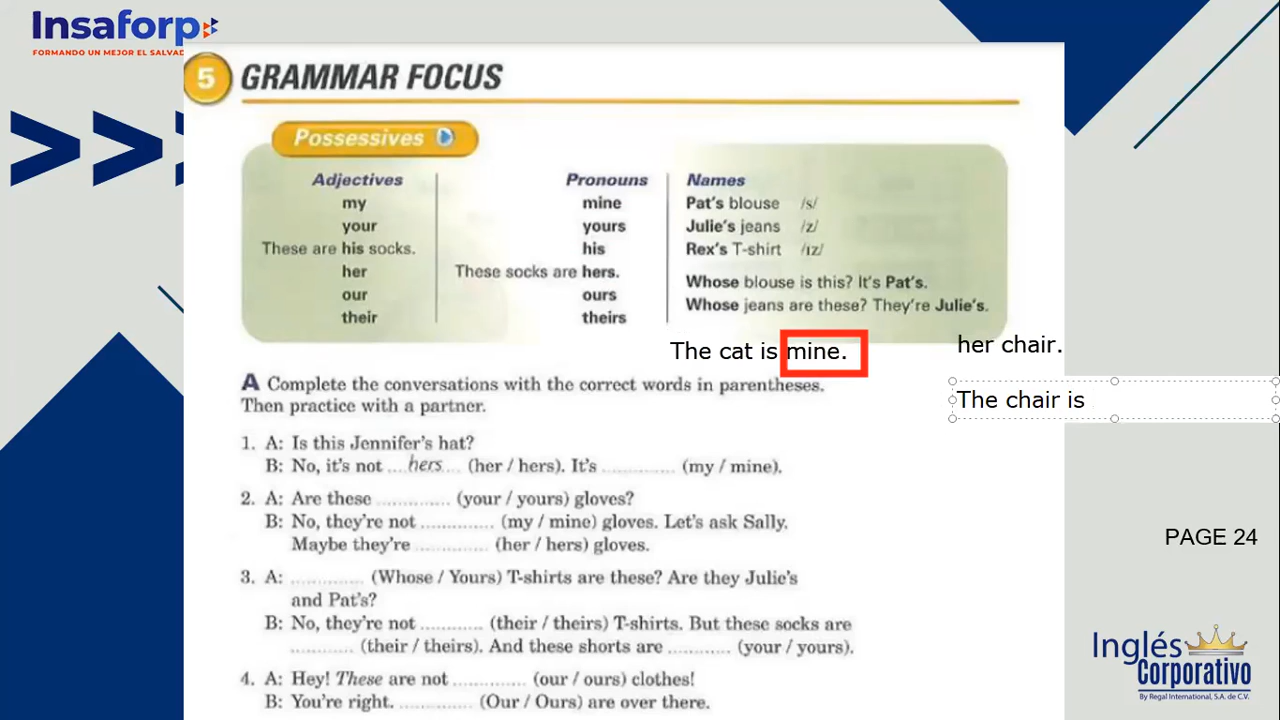 Insaforp
FORMANDO UN MEJOR EL SALVAD
5 GRAMMAR FOCUS
Possessives
Adjectives
my
your
These are his socks.
her
our
their
Pronouns
mine
yours
his
These socks are hers.
ours
theirs
Names
Pat's blouse /s/
Julie's jeans /z/
Rex's T-shirt /ɪz/
Whose blouse is this? It's Pat's.
Whose jeans are these? They're Julie's.
The cat is mine.
her chair.
The chair is
A Complete the conversations with the correct words in parentheses.
Then practice with a partner.
1. A: Is this Jennifer's hat?
B: No, it's not ....hers.... (her / hers). It's ............. (my / mine).
2. A: Are these ............. (your / yours) gloves?
B: No, they're not ............. (my / mine) gloves. Let's ask Sally.
Maybe they're ............. (her / hers) gloves.
3. A: ............. (Whose / Yours) T-shirts are these? Are they Julie's
and Pat's?
B: No, they're not ............. (their / theirs) T-shirts. But these socks are
............. (their / theirs). And these shorts are ............. (your / yours).
4. A: Hey! These are not ............. (our / ours) clothes!
B: You're right. ............. (Our / Ours) are over there.
PAGE 24
Inglés
Corporativo
By Regal International, S.A. de C.V.